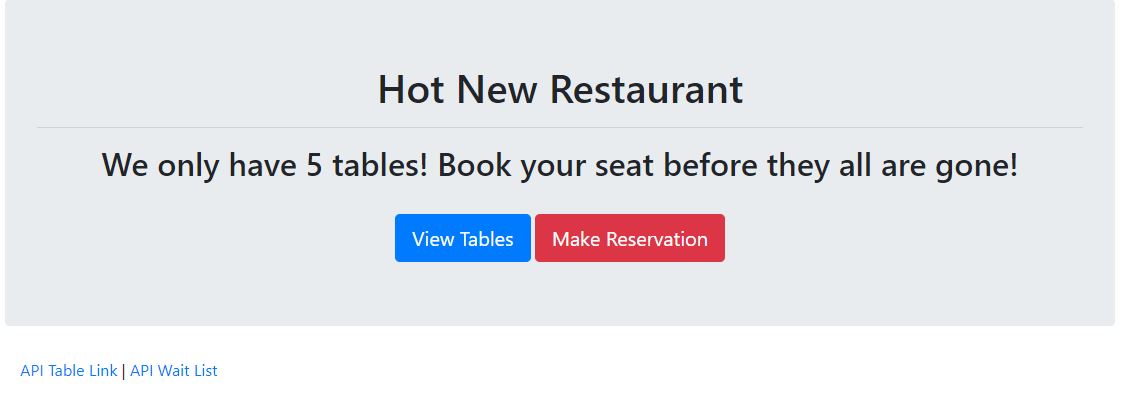 Hot New Restaurant
We only have 5 tables! Book your seat before they all are gone!
View Tables Make Reservation
API Table Link | API Wait List